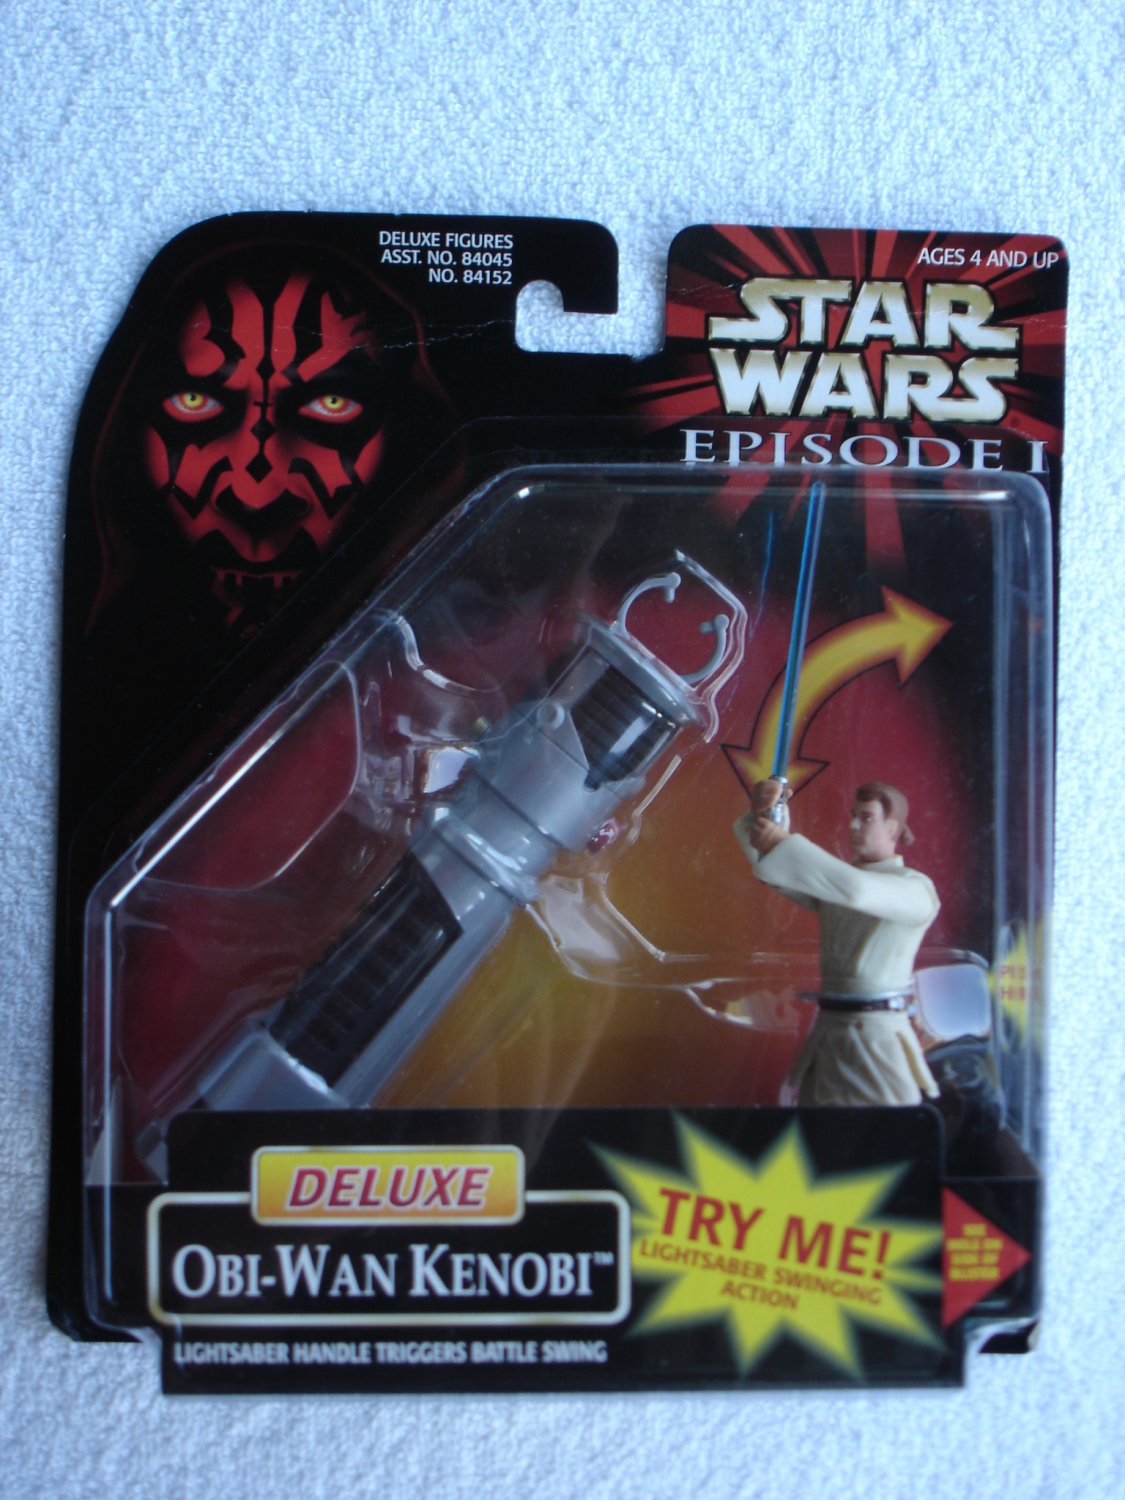 DELUXE FIGURES
ASST. NO. 84045
NO. 84152
AGES 4 AND UP
STAR
WARS
EPISODE I
DELUXE
OBI-WAN KENOBI™
LIGHTSABER HANDLE TRIGGERS BATTLE SWING
TRY ME!
LIGHTSABER SWINGING
ACTION